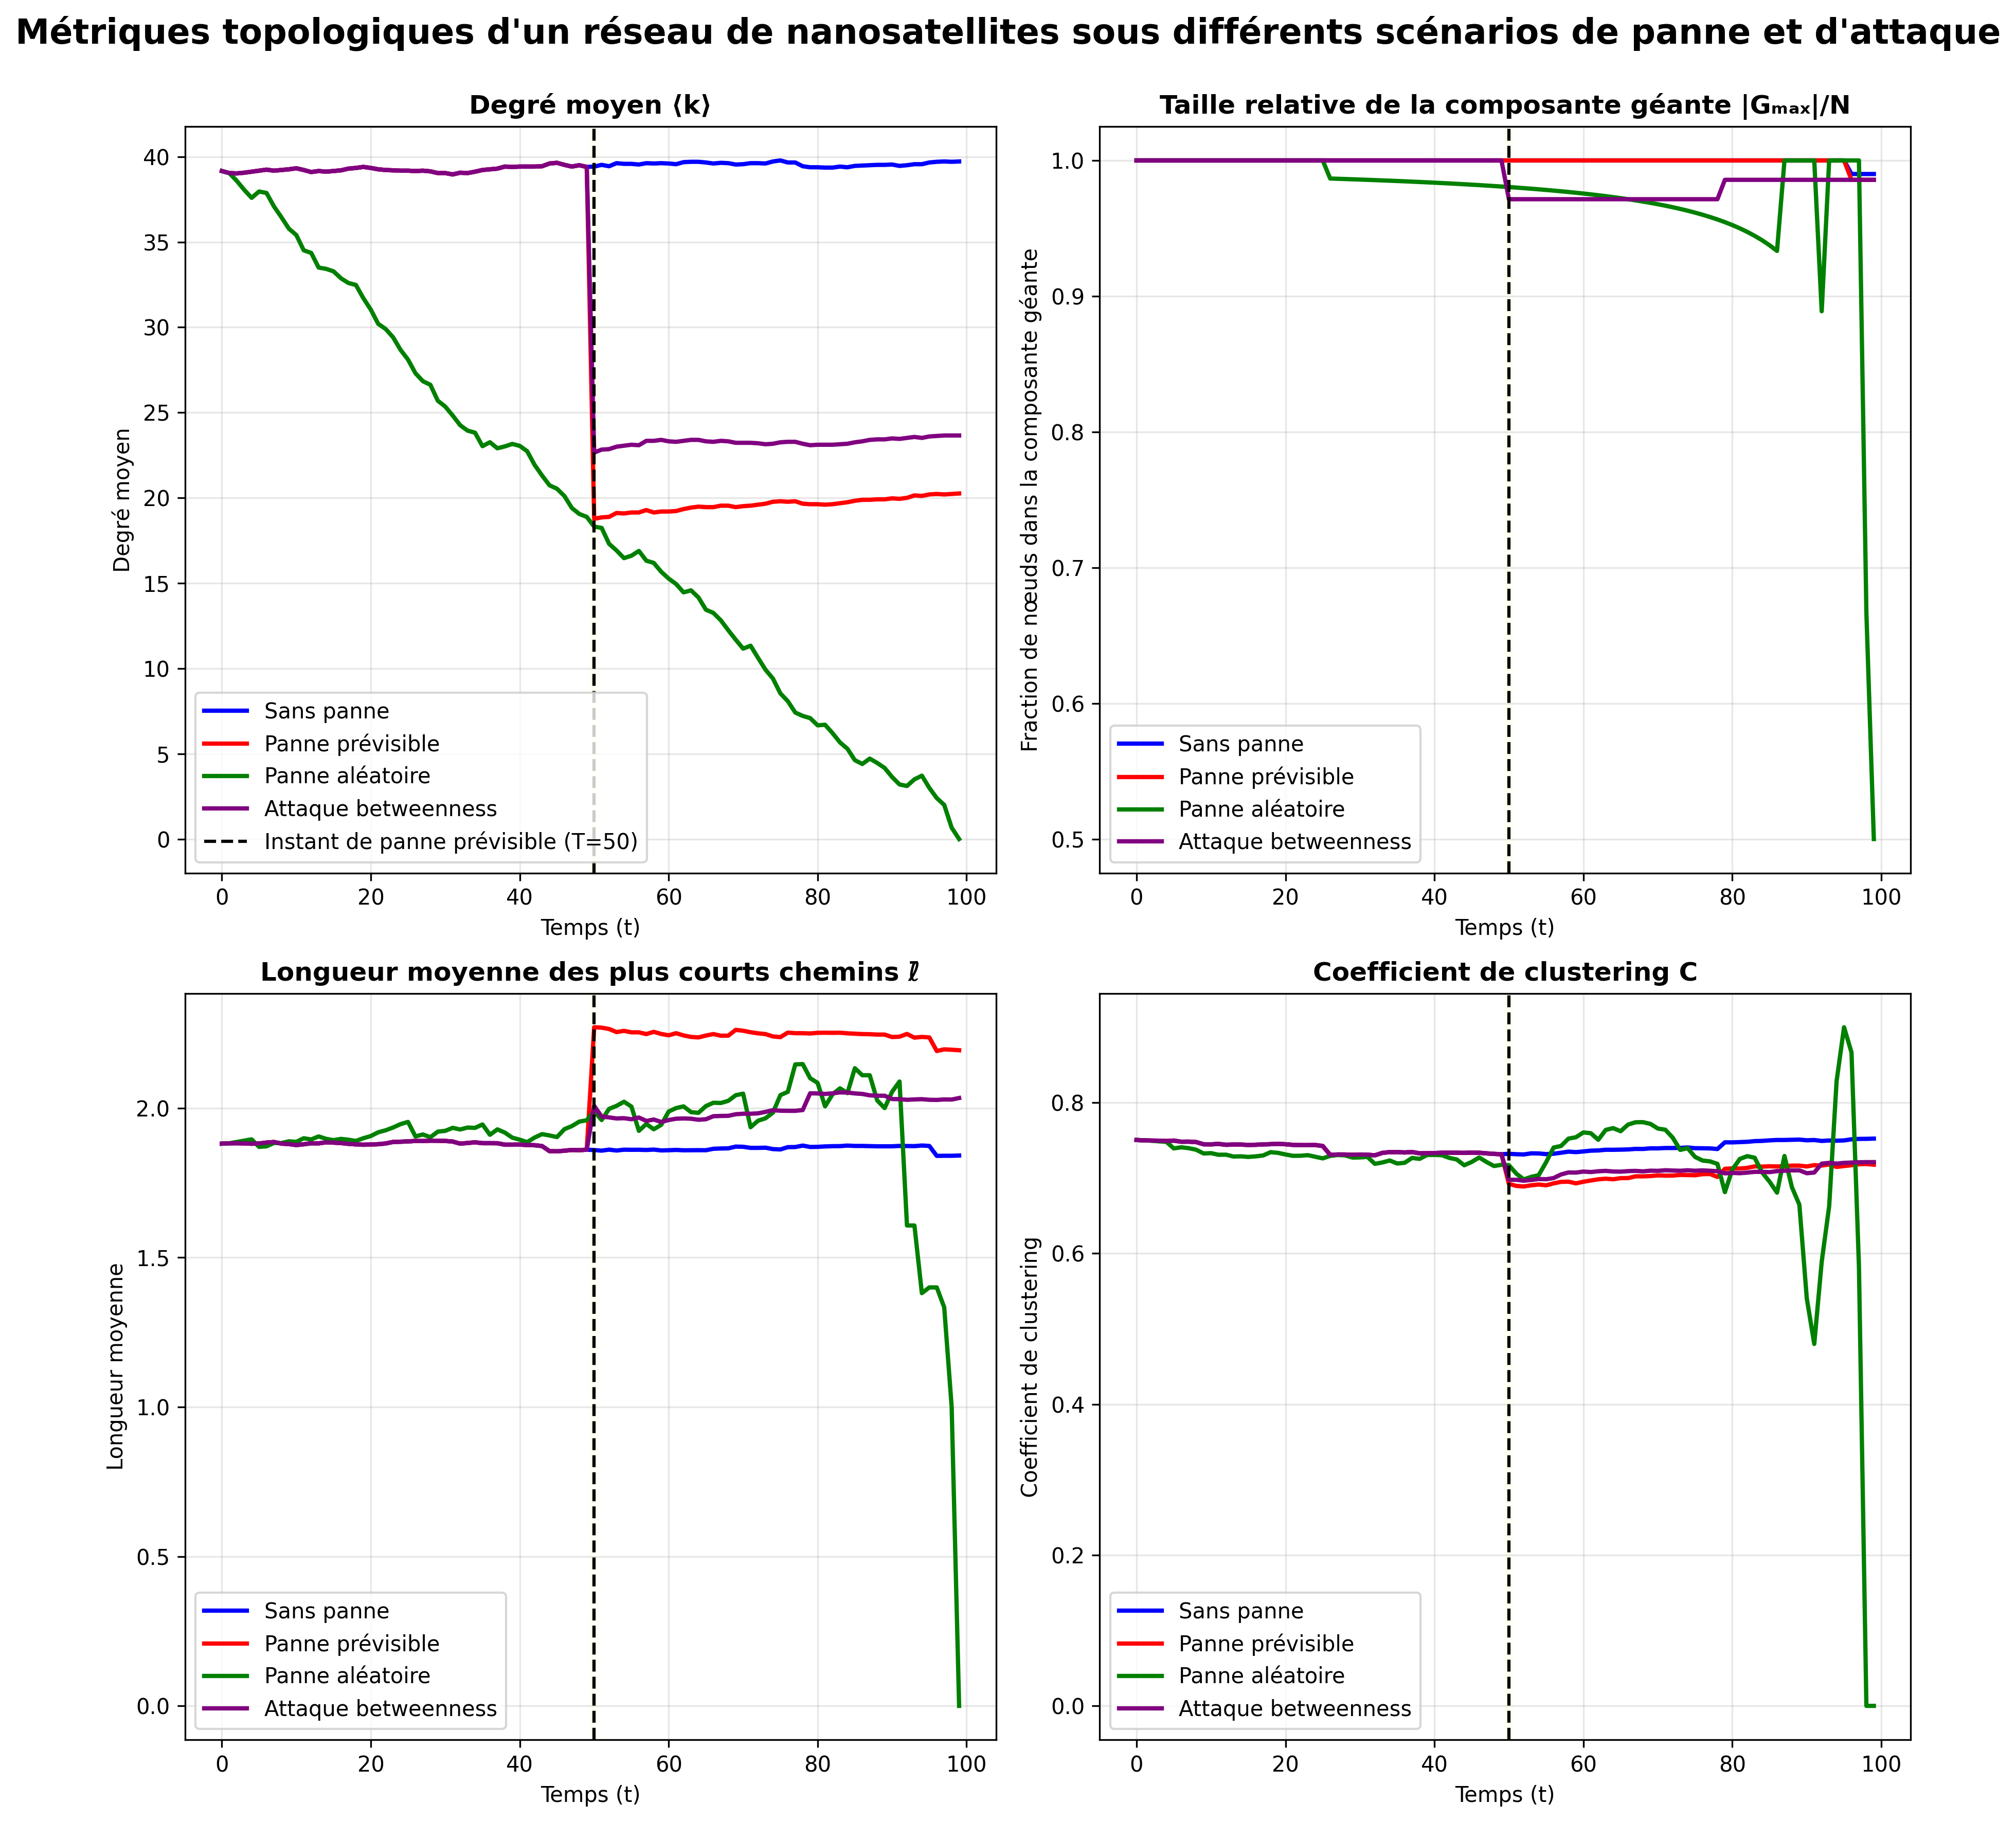 Métriques topologiques d'un réseau de nanosatellites sous différents scénarios de panne et d'attaque
Degré moyen ⟨k⟩
Degré moyen
40
35
30
25
20
15
10
5
0
Sans panne
Panne prévisible
Panne aléatoire
Attaque betweenness
Instant de panne prévisible (T=50)
0 20 40 60 80 100
Temps (t)
Taille relative de la composante géante |Gₘₐₓ|/N
Fraction de nœuds dans la composante géante
1.0
0.9
0.8
0.7
0.6
0.5
Sans panne
Panne prévisible
Panne aléatoire
Attaque betweenness
0 20 40 60 80 100
Temps (t)
Longueur moyenne des plus courts chemins ℓ
Longueur moyenne
2.0
1.5
1.0
0.5
0.0
Sans panne
Panne prévisible
Panne aléatoire
Attaque betweenness
0 20 40 60 80 100
Temps (t)
Coefficient de clustering C
Coefficient de clustering
0.8
0.6
0.4
0.2
0.0
Sans panne
Panne prévisible
Panne aléatoire
Attaque betweenness
0 20 40 60 80 100
Temps (t)